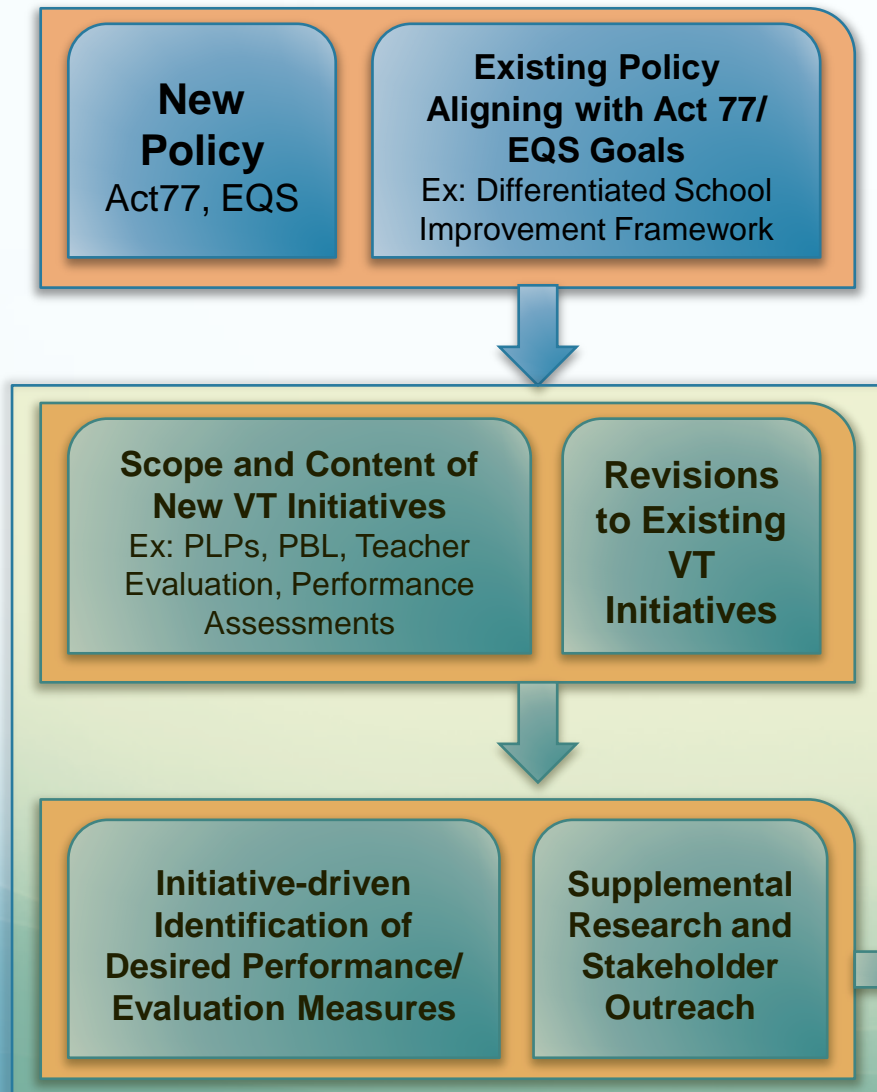 New
Policy
Act77, EQS
Existing Policy
Aligning with Act 77/
EQS Goals
Ex: Differentiated School
Improvement Framework
Scope and Content of
New VT Initiatives
Ex: PLPs, PBL, Teacher
Evaluation, Performance
Assessments
Revisions
to Existing
VT
Initiatives
Initiative-driven
Identification of
Desired Performance/
Evaluation Measures
Supplemental
Research and
Stakeholder
Outreach